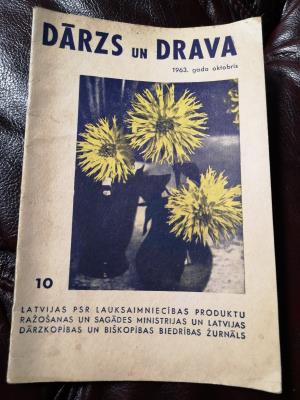 DĀRZS UN DRAVA
1963. gada oktobris
10
LATVIJAS PSR LAUKSAIMNIECĪBAS PRODUKTU
RAŽOŠANAS UN SAGĀDES MINISTRIJAS UN LATVIJAS
DĀRZKOPĪBAS UN BIŠKOPĪBAS BIEDRĪBAS ŽURNĀLS